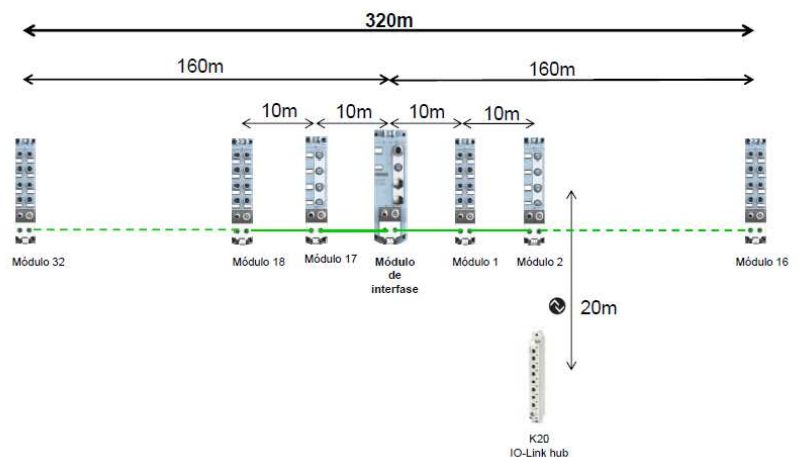 320m
160m
160m
10m
10m
10m
10m
Módulo 32
Módulo 18
Módulo 17
Módulo
de
interfase
Módulo 1
Módulo 2
Módulo 16
20m
K20
IO-Link hub